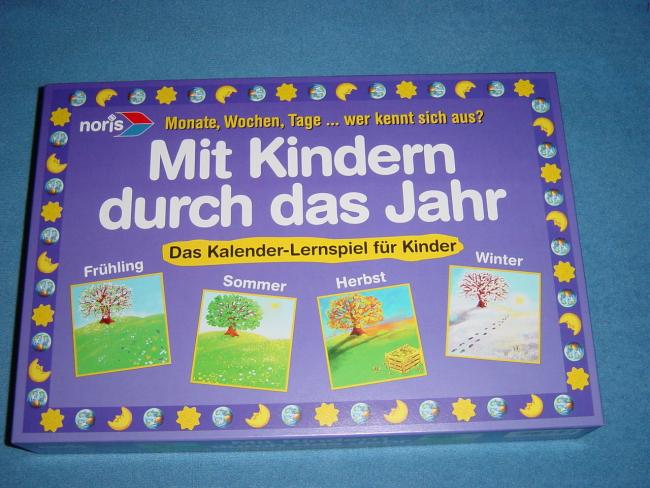 noris
Monate, Wochen, Tage ... wer kennt sich aus?
Mit Kindern
durch das Jahr
Das Kalender-Lernspiel für Kinder
Frühling
Sommer
Herbst
Winter